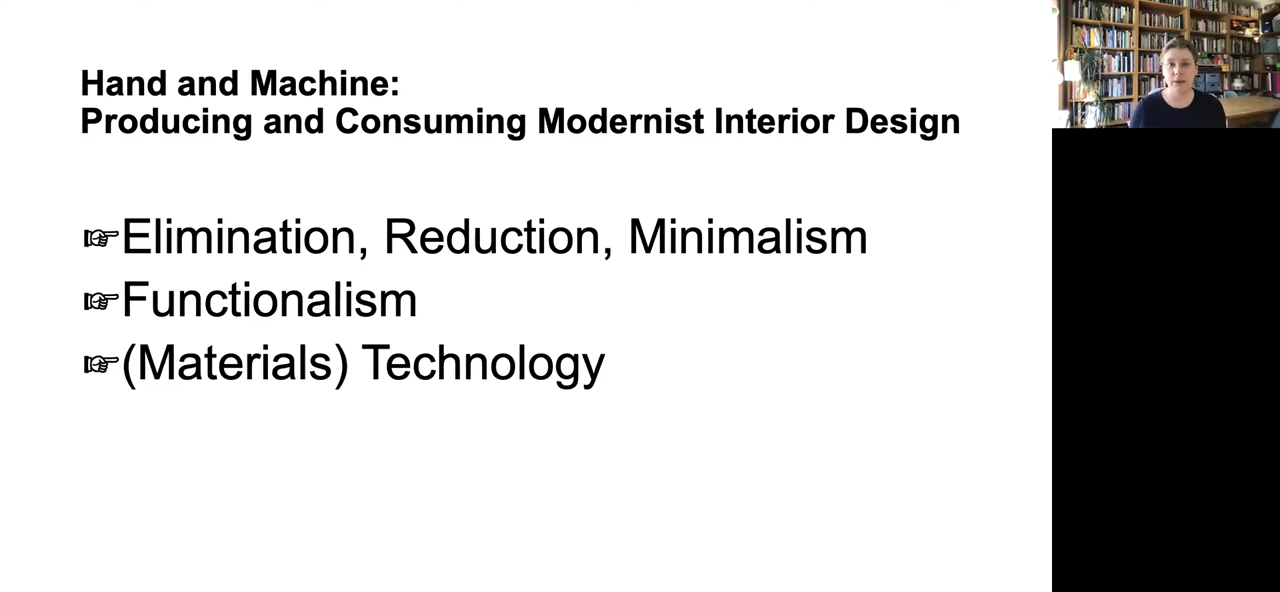 Hand and Machine:
Producing and Consuming Modernist Interior Design
☞Elimination, Reduction, Minimalism
☞Functionalism
☞(Materials) Technology